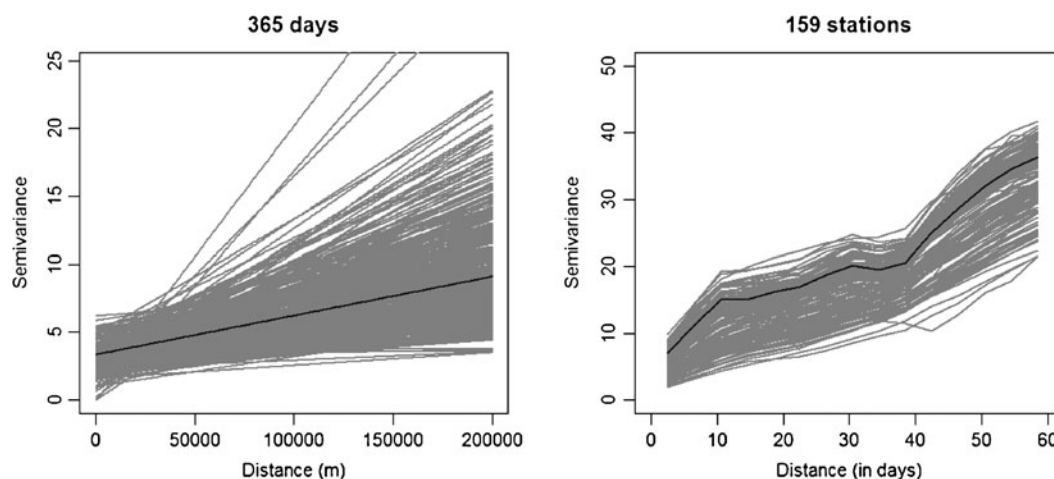 365 days
Semivariance
25
20
15
10
5
0
0 50000 100000 150000 200000
Distance (m)
159 stations
Semivariance
50
40
30
20
10
0
0 10 20 30 40 50 60
Distance (in days)